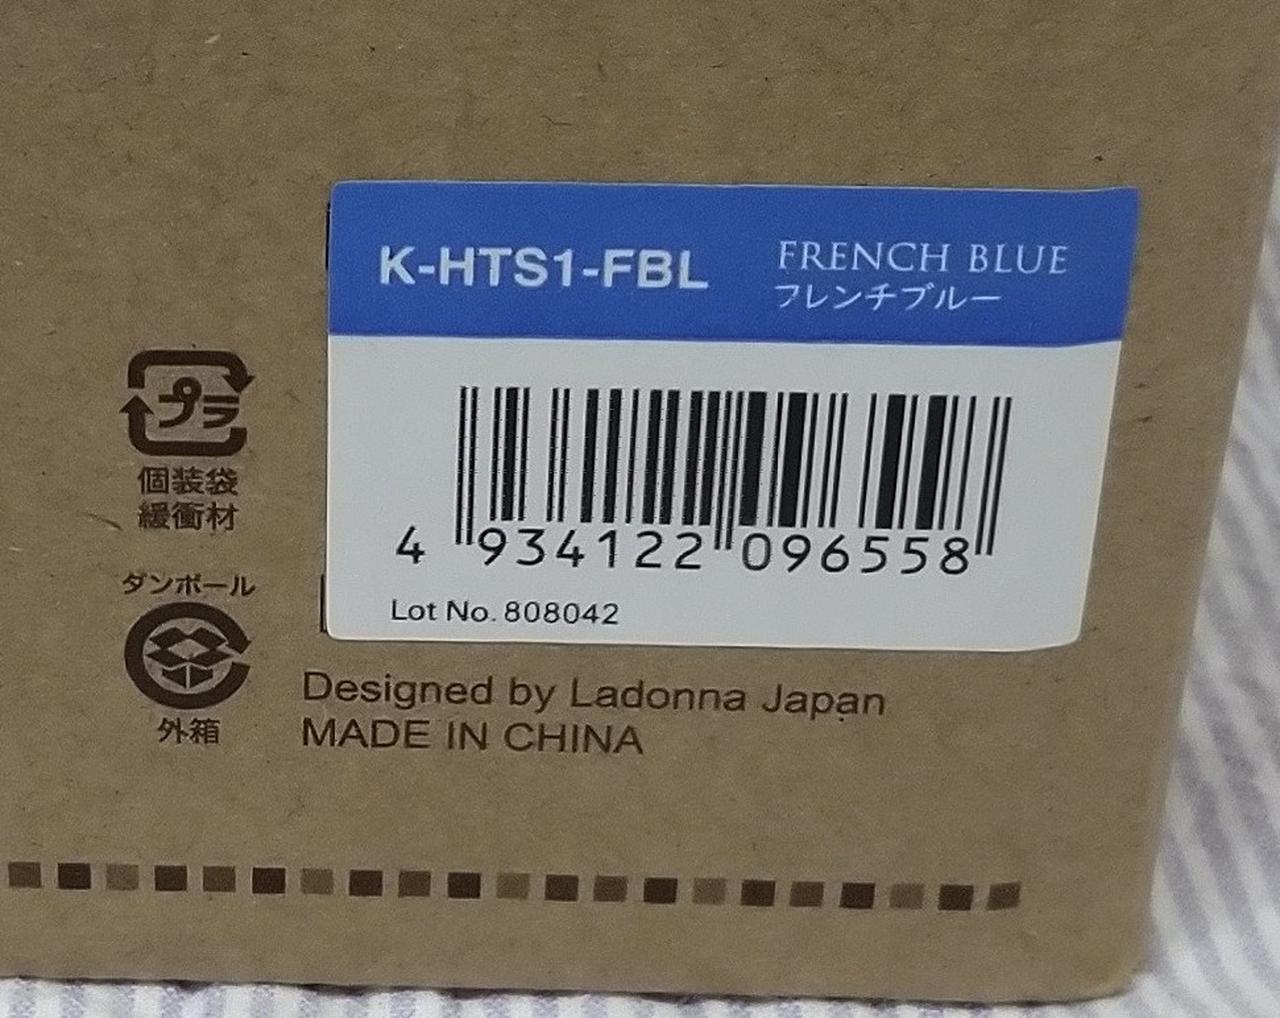 K-HTS1-FBL
FRENCH BLUE
フレンチブルー
4 934122 096558
Lot No. 808042
プラ
個装袋
緩衝材
ダンボール
外箱
Designed by Ladonna Japan
MADE IN CHINA